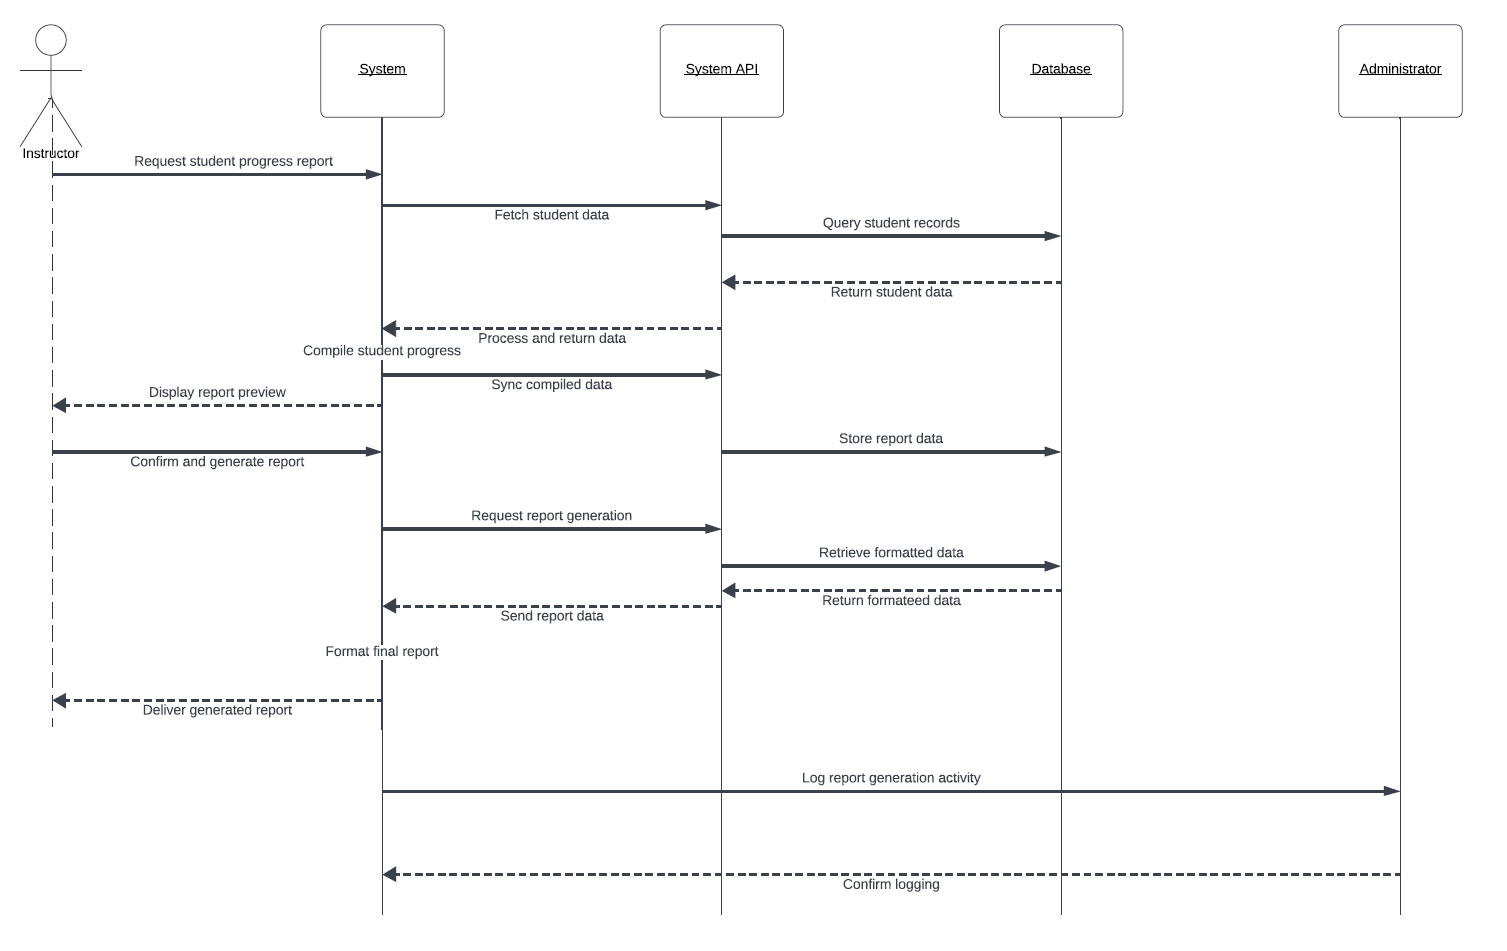 System
System API
Database
Administrator
Instructor
Request student progress report
Fetch student data
Query student records
Return student data
Process and return data
Compile student progress
Sync compiled data
Display report preview
Store report data
Confirm and generate report
Request report generation
Retrieve formatted data
Return formateed data
Send report data
Format final report
Deliver generated report
Log report generation activity
Confirm logging